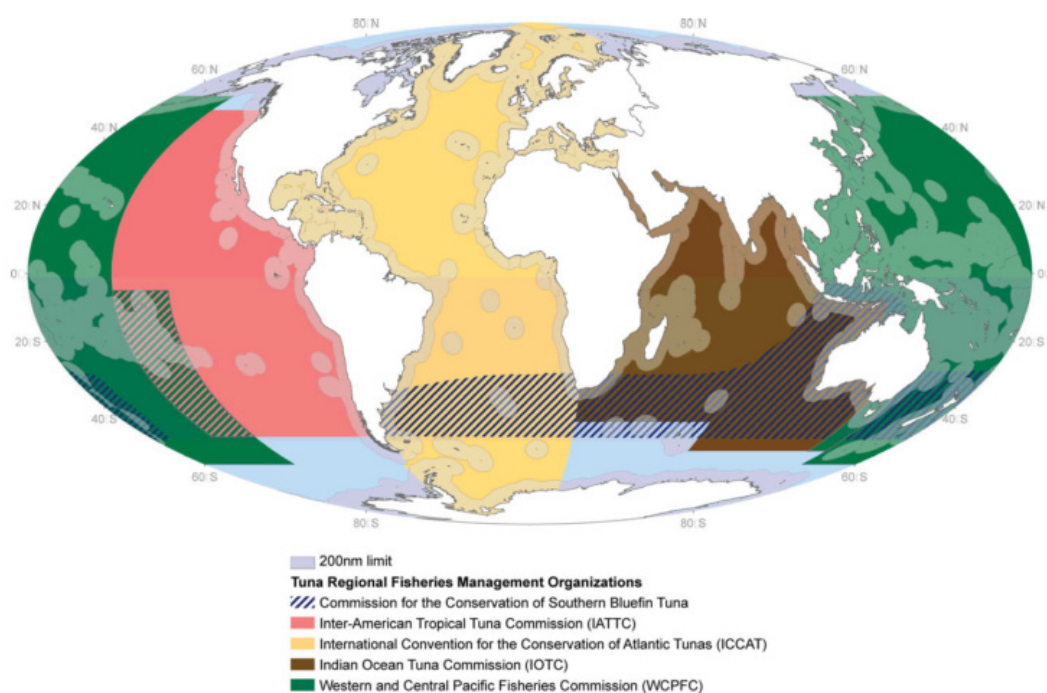 80°N 80°N
60°N 60°N
40°N 40°N
20°N 20°N
0° 0°
20°S 20°S
40°S 40°S
60°S 60°S
80°S 80°S
200nm limit
Tuna Regional Fisheries Management Organizations
Commission for the Conservation of Southern Bluefin Tuna
Inter-American Tropical Tuna Commission (IATTC)
International Convention for the Conservation of Atlantic Tunas (ICCAT)
Indian Ocean Tuna Commission (IOTC)
Western and Central Pacific Fisheries Commission (WCPFC)